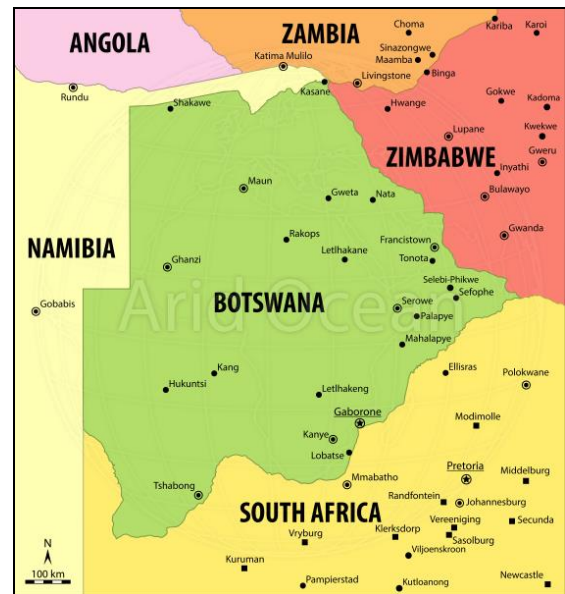 ANGOLA
ZAMBIA
Choma
Kariba
Karoi
Sinazongwe
Maamba
Katima Mulilo
Livingstone
Binga
Rundu
Kasane
Shakawe
Hwange
Gokwe
Kadoma
Lupane
Kwekwe
ZIMBABWE
Gweru
Inyathi
Maun
Gweta
Nata
Bulawayo
Gwanda
NAMIBIA
Rakops
Francistown
Letlhakane
Tonota
Ghanzi
Selebi-Phikwe
Sefophe
Gobabis
BOTSWANA
Serowe
Palapye
Arid Ocean
Mahalapye
Ellisras
Polokwane
Kang
Hukuntsi
Letlhakeng
Gaborone
Modimolle
Kanye
Lobatse
Pretoria
Middelburg
Mmabatho
Tshabong
Randfontein
Johannesburg
SOUTH AFRICA
Vereeniging
Secunda
Vryburg
Klerksdorp
Sasolburg
Viljoenskroon
Kuruman
N
100 km
Pampierstad
Kutloanong
Newcastle